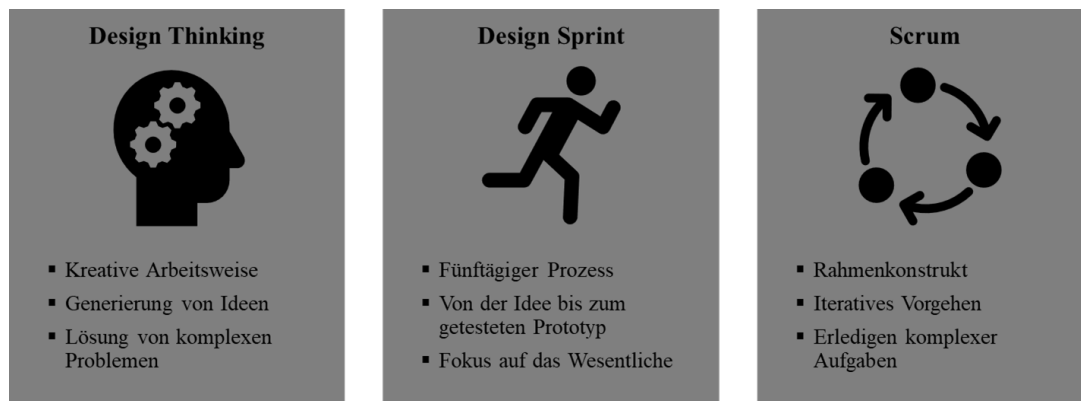 Design Thinking
▪ Kreative Arbeitsweise
▪ Generierung von Ideen
▪ Lösung von komplexen
Problemen
Design Sprint
▪ Fünftägiger Prozess
▪ Von der Idee bis zum
getesteten Prototyp
▪ Fokus auf das Wesentliche
Scrum
▪ Rahmenkonstrukt
▪ Iteratives Vorgehen
▪ Erledigen komplexer
Aufgaben